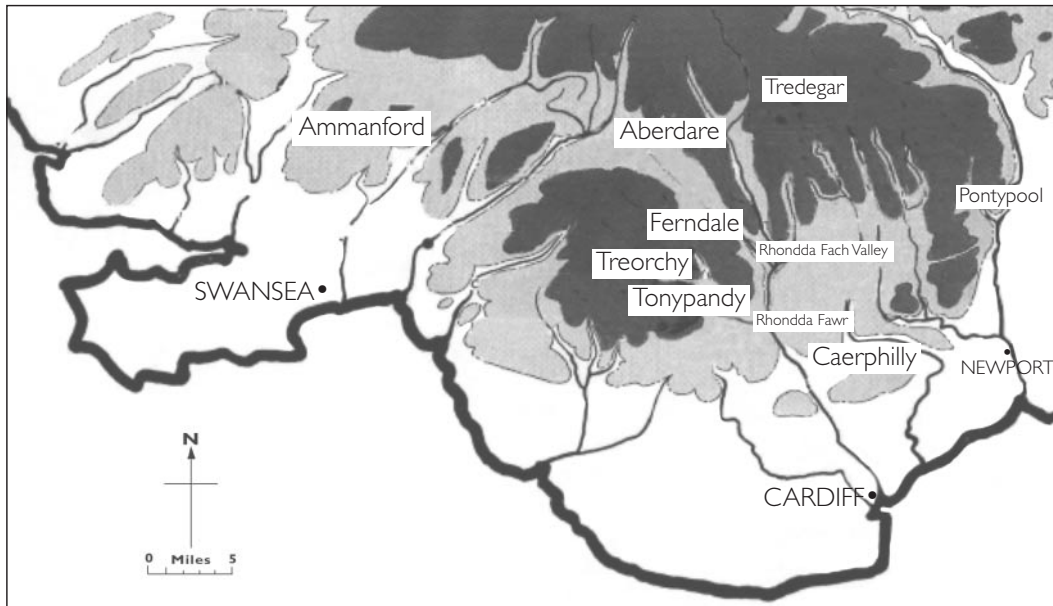 Tredegar
Ammanford
Aberdare
Pontypool
Ferndale
Rhondda Fach Valley
Treorchy
SWANSEA
Tonypandy
Rhondda Fawr
Caerphilly
NEWPORT
N
CARDIFF
0 Miles 5